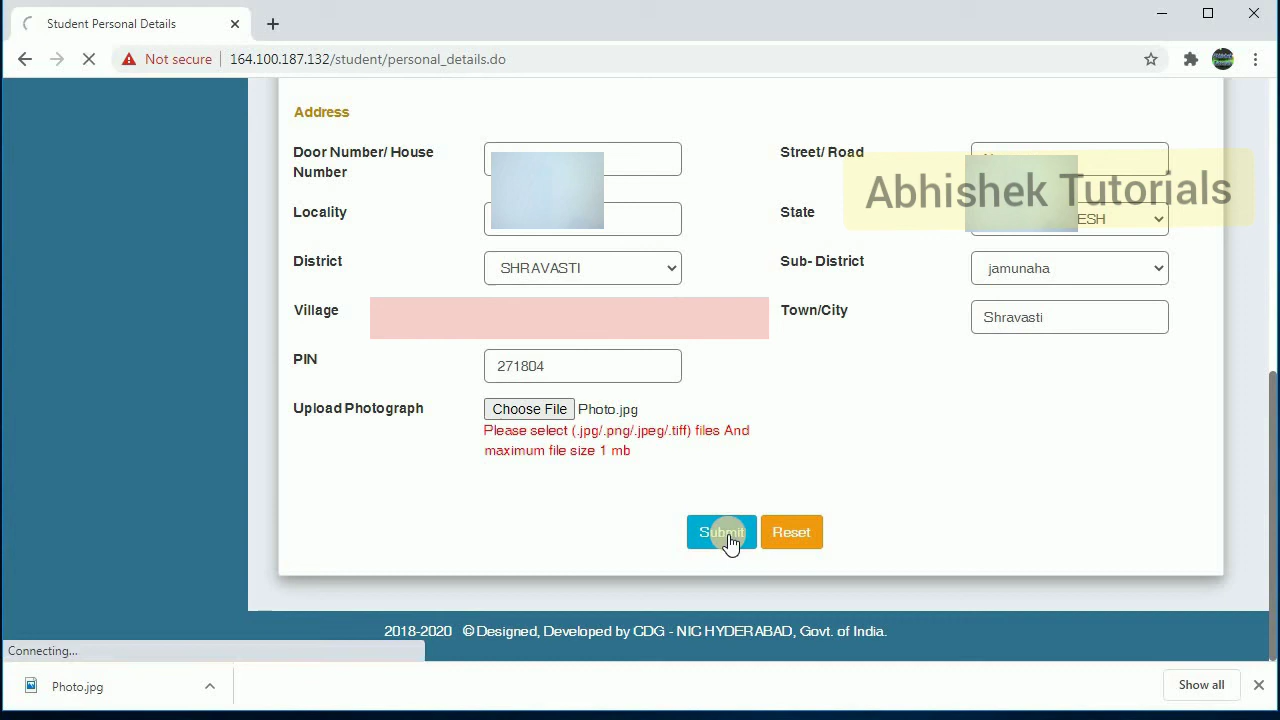 Student Personal Details
Not secure
164.100.187.132/student/personal_details.do
Address
Door Number/ House
Number
Street/ Road
Abhishek Tutorials
Locality
State
ESH
District
SHRAVASTI
Sub- District
jamunaha
Village
Town/City
Shravasti
PIN
271804
Upload Photograph
Choose File Photo.jpg
Please select (.jpg/.png/.jpeg/.tiff) files And
maximum file size 1 mb
Submit
Reset
2018-2020 © Designed, Developed by CDG - NIC HYDERABAD, Govt. of India.
Connecting...
Photo.jpg
Show all